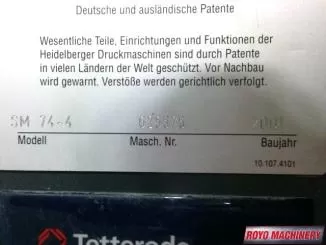 Deutsche und ausländische Patente
Wesentliche Teile, Einrichtungen und Funktionen der
Heidelberger Druckmaschinen sind durch Patente
in vielen Ländern der Welt geschützt. Vor Nachbau
wird gewarnt. Verstöße werden gerichtlich verfolgt.
SM 74-4
Modell Masch. Nr. Baujahr
10.107.4101
ROYO MACHINERY
Tetterode